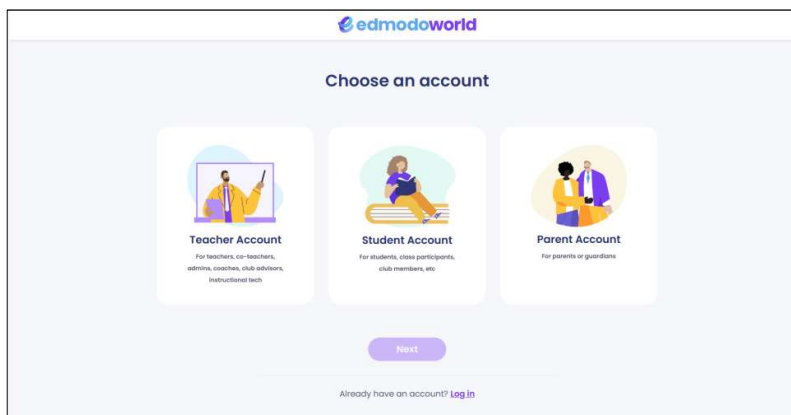 edmodoworld
Choose an account
Teacher Account
For teachers, co-teachers,
admins, coaches, club advisors,
instructional tech
Student Account
For students, class participants,
club members, etc
Parent Account
For parents or guardians
Next
Already have an account? Log in